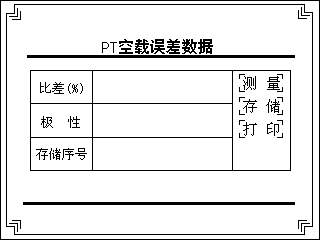 PT空载误差数据
比差(%)
测 量
极 性
存 储
打 印
存储序号